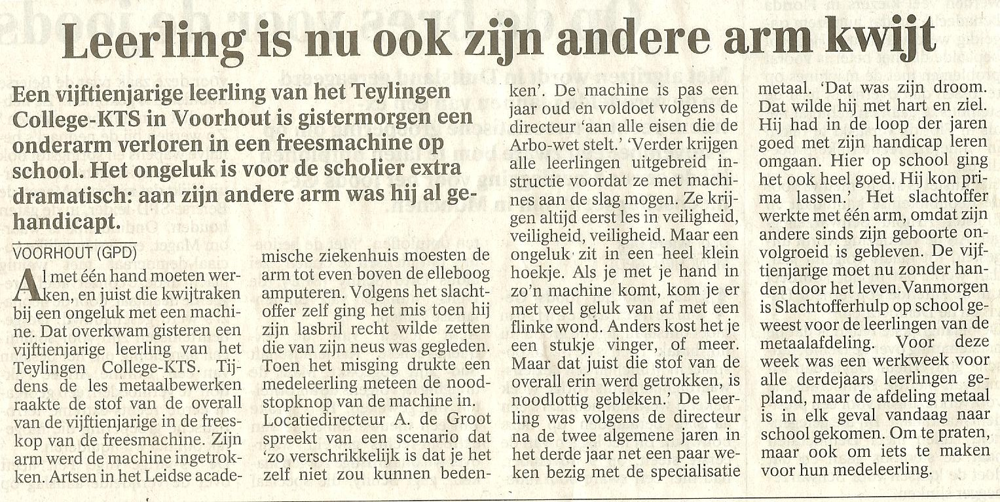 Leerling is nu ook zijn andere arm kwijt
Een vijftienjarige leerling van het Teylingen
College-KTS in Voorhout is gistermorgen een
onderarm verloren in een freesmachine op
school. Het ongeluk is voor de scholier extra
dramatisch: aan zijn andere arm was hij al ge-
handicapt.
VOORHOUT (GPD)
Al met één hand moeten wer-
ken, en juist die kwijtraken
bij een ongeluk met een machi-
ne. Dat overkwam gisteren een
vijftienjarige leerling van het
Teylingen College-KTS. Tij-
dens de les metaalbewerken
raakte de stof van de overall
van de vijftienjarige in de frees-
kop van de freesmachine. Zijn
arm werd de machine ingetrok-
ken. Artsen in het Leidse acade-
mische ziekenhuis moesten de
arm tot even boven de elleboog
amputeren. Volgens het slacht-
offer zelf ging het mis toen hij
zijn lasbril recht wilde zetten
die van zijn neus was gegleden.
Toen het misging drukte een
medeleerling meteen de nood-
stopknop van de machine in.
Locatiedirecteur A. de Groot
spreekt van een scenario dat
‘zo verschrikkelijk is dat je het
zelf niet zou kunnen beden-
ken’. De machine is pas een
jaar oud en voldoet volgens de
directeur ‘aan alle eisen die de
Arbo-wet stelt.’ ‘Verder krijgen
alle leerlingen uitgebreid in-
structie voordat ze met machi-
nes aan de slag mogen. Ze krij-
gen altijd eerst les in veiligheid,
veiligheid, veiligheid. Maar een
ongeluk zit in een heel klein
hoekje. Als je met je hand in
zo’n machine komt, kom je er
met veel geluk van af met een
flinke wond. Anders kost het je
een stukje vinger, of meer.
Maar dat juist die stof van de
overall erin werd getrokken, is
noodlottig gebleken.’ De leer-
ling was volgens de directeur
na de twee algemene jaren in
het derde jaar net een paar we-
ken bezig met de specialisatie
metaal. ‘Dat was zijn droom.
Dat wilde hij met hart en ziel.
Hij had in de loop der jaren
goed met zijn handicap leren
omgaan. Hier op school ging
het ook heel goed. Hij kon pri-
ma lassen.’ Het slachtoffer
werkte met één arm, omdat zijn
andere sinds zijn geboorte on-
volgroeid is gebleven. De vijf-
tienjarige moet nu zonder han-
den door het leven.Vanmorgen
is Slachtofferhulp op school ge-
weest voor de leerlingen van de
metaalafdeling. Voor deze
week was een werkweek voor
alle derdejaars leerlingen ge-
pland, maar de afdeling metaal
is in elk geval vandaag naar
school gekomen. Om te praten,
maar ook om iets te maken
voor hun medeleerling.